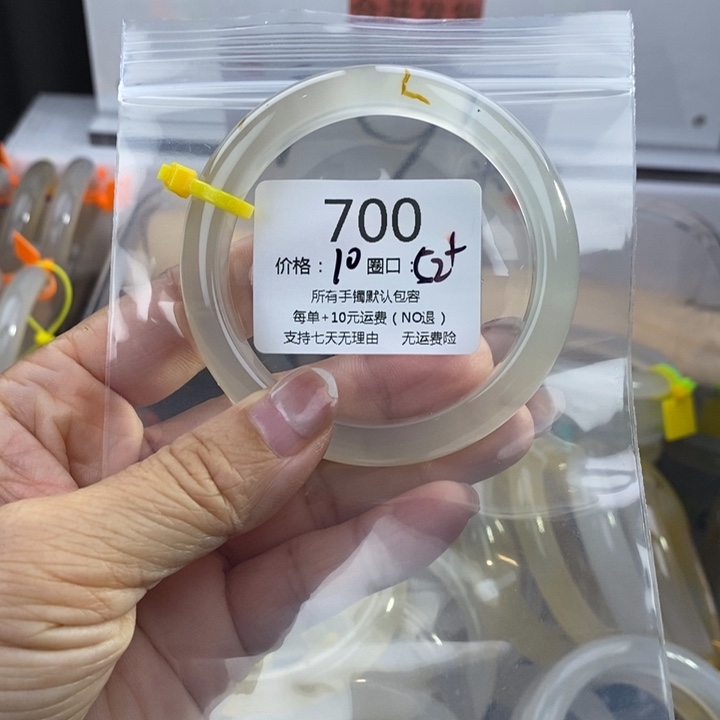 L
700
价格：10 圈口：52+
所有手镯默认包容
每单+10元运费（NO退）
支持七天无理由 无运费险